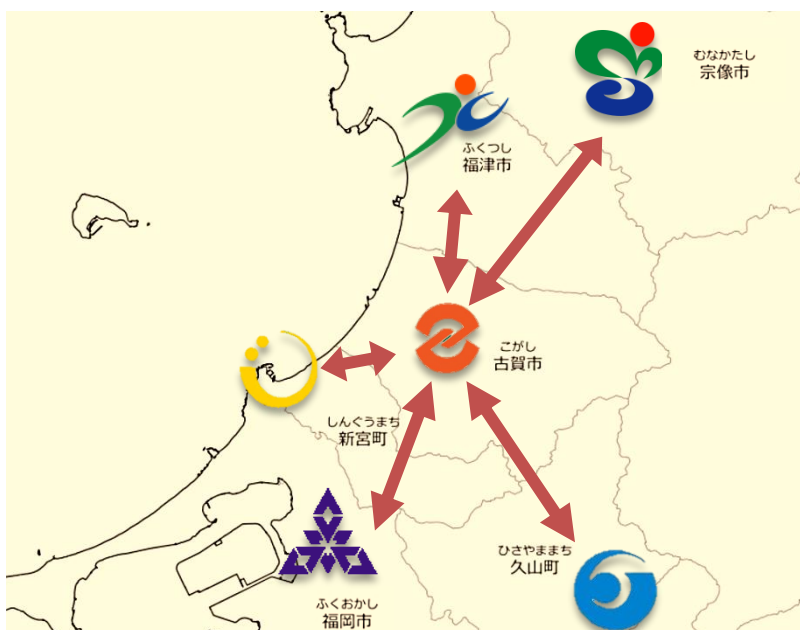 むなかたし
宗像市
ふくつし
福津市
こがし
古賀市
しんぐうまち
新宮町
ひさやままち
久山町
ふくおかし
福岡市